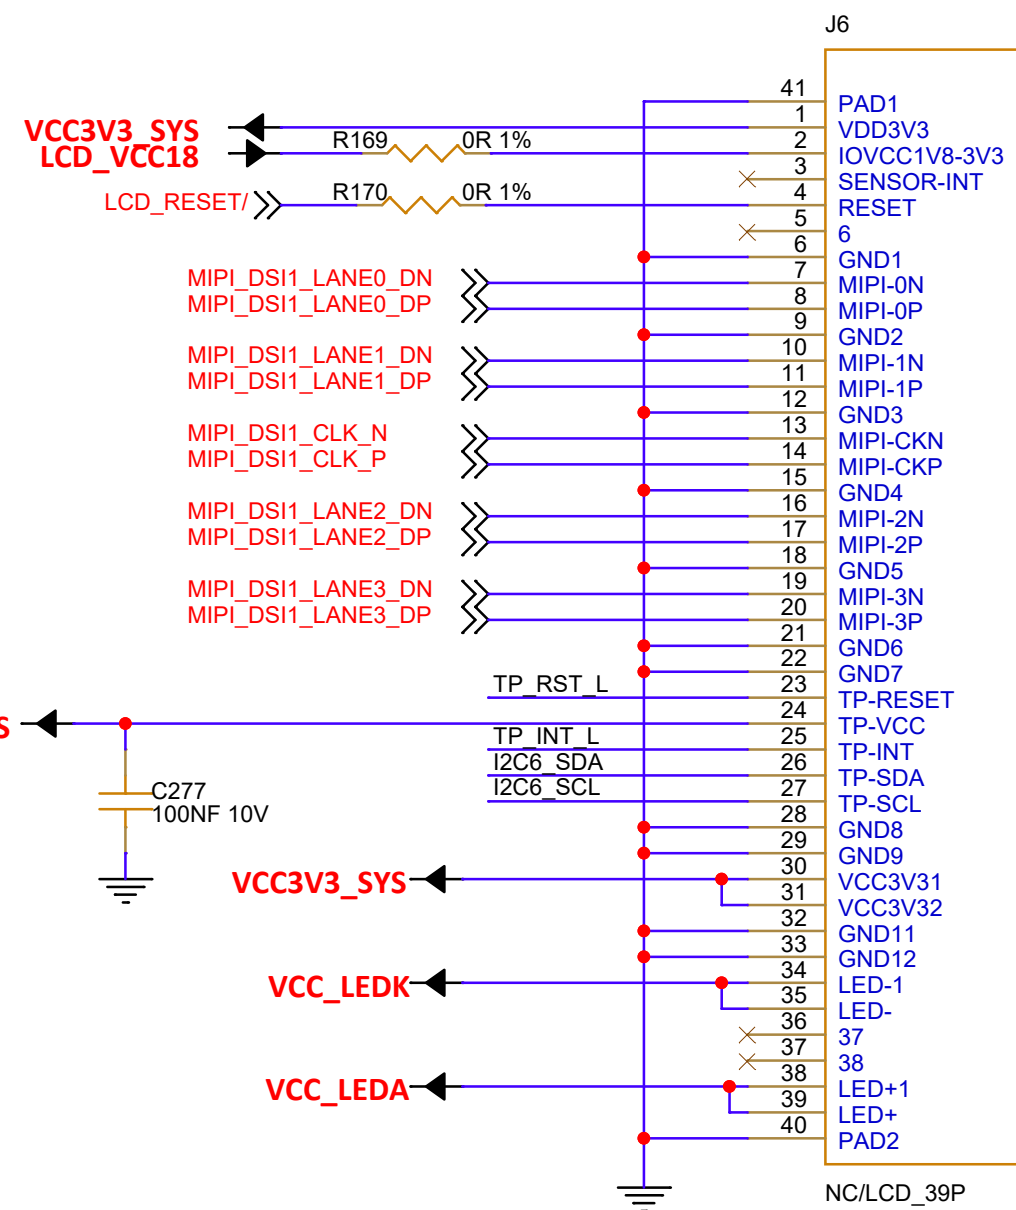 J6
41 PAD1
VCC3V3_SYS 1 VDD3V3
LCD_VCC18 R169 0R 1% 2 IOVCC1V8-3V3
3 SENSOR-INT
LCD_RESET/ R170 0R 1% 4 RESET
5 6
6 GND1
MIPI_DSI1_LANE0_DN 7 MIPI-0N
MIPI_DSI1_LANE0_DP 8 MIPI-0P
9 GND2
MIPI_DSI1_LANE1_DN 10 MIPI-1N
MIPI_DSI1_LANE1_DP 11 MIPI-1P
12 GND3
MIPI_DSI1_CLK_N 13 MIPI-CKN
MIPI_DSI1_CLK_P 14 MIPI-CKP
15 GND4
MIPI_DSI1_LANE2_DN 16 MIPI-2N
MIPI_DSI1_LANE2_DP 17 MIPI-2P
18 GND5
MIPI_DSI1_LANE3_DN 19 MIPI-3N
MIPI_DSI1_LANE3_DP 20 MIPI-3P
21 GND6
22 GND7
TP_RST_L 23 TP-RESET
S 24 TP-VCC
TP_INT_L 25 TP-INT
I2C6_SDA 26 TP-SDA
I2C6_SCL 27 TP-SCL
C277
100NF 10V
28 GND8
29 GND9
VCC3V3_SYS 30 VCC3V31
31 VCC3V32
32 GND11
33 GND12
VCC_LEDK 34 LED-1
35 LED-
36 37
37 38
VCC_LEDA 38 LED+1
39 LED+
40 PAD2
NC/LCD_39P